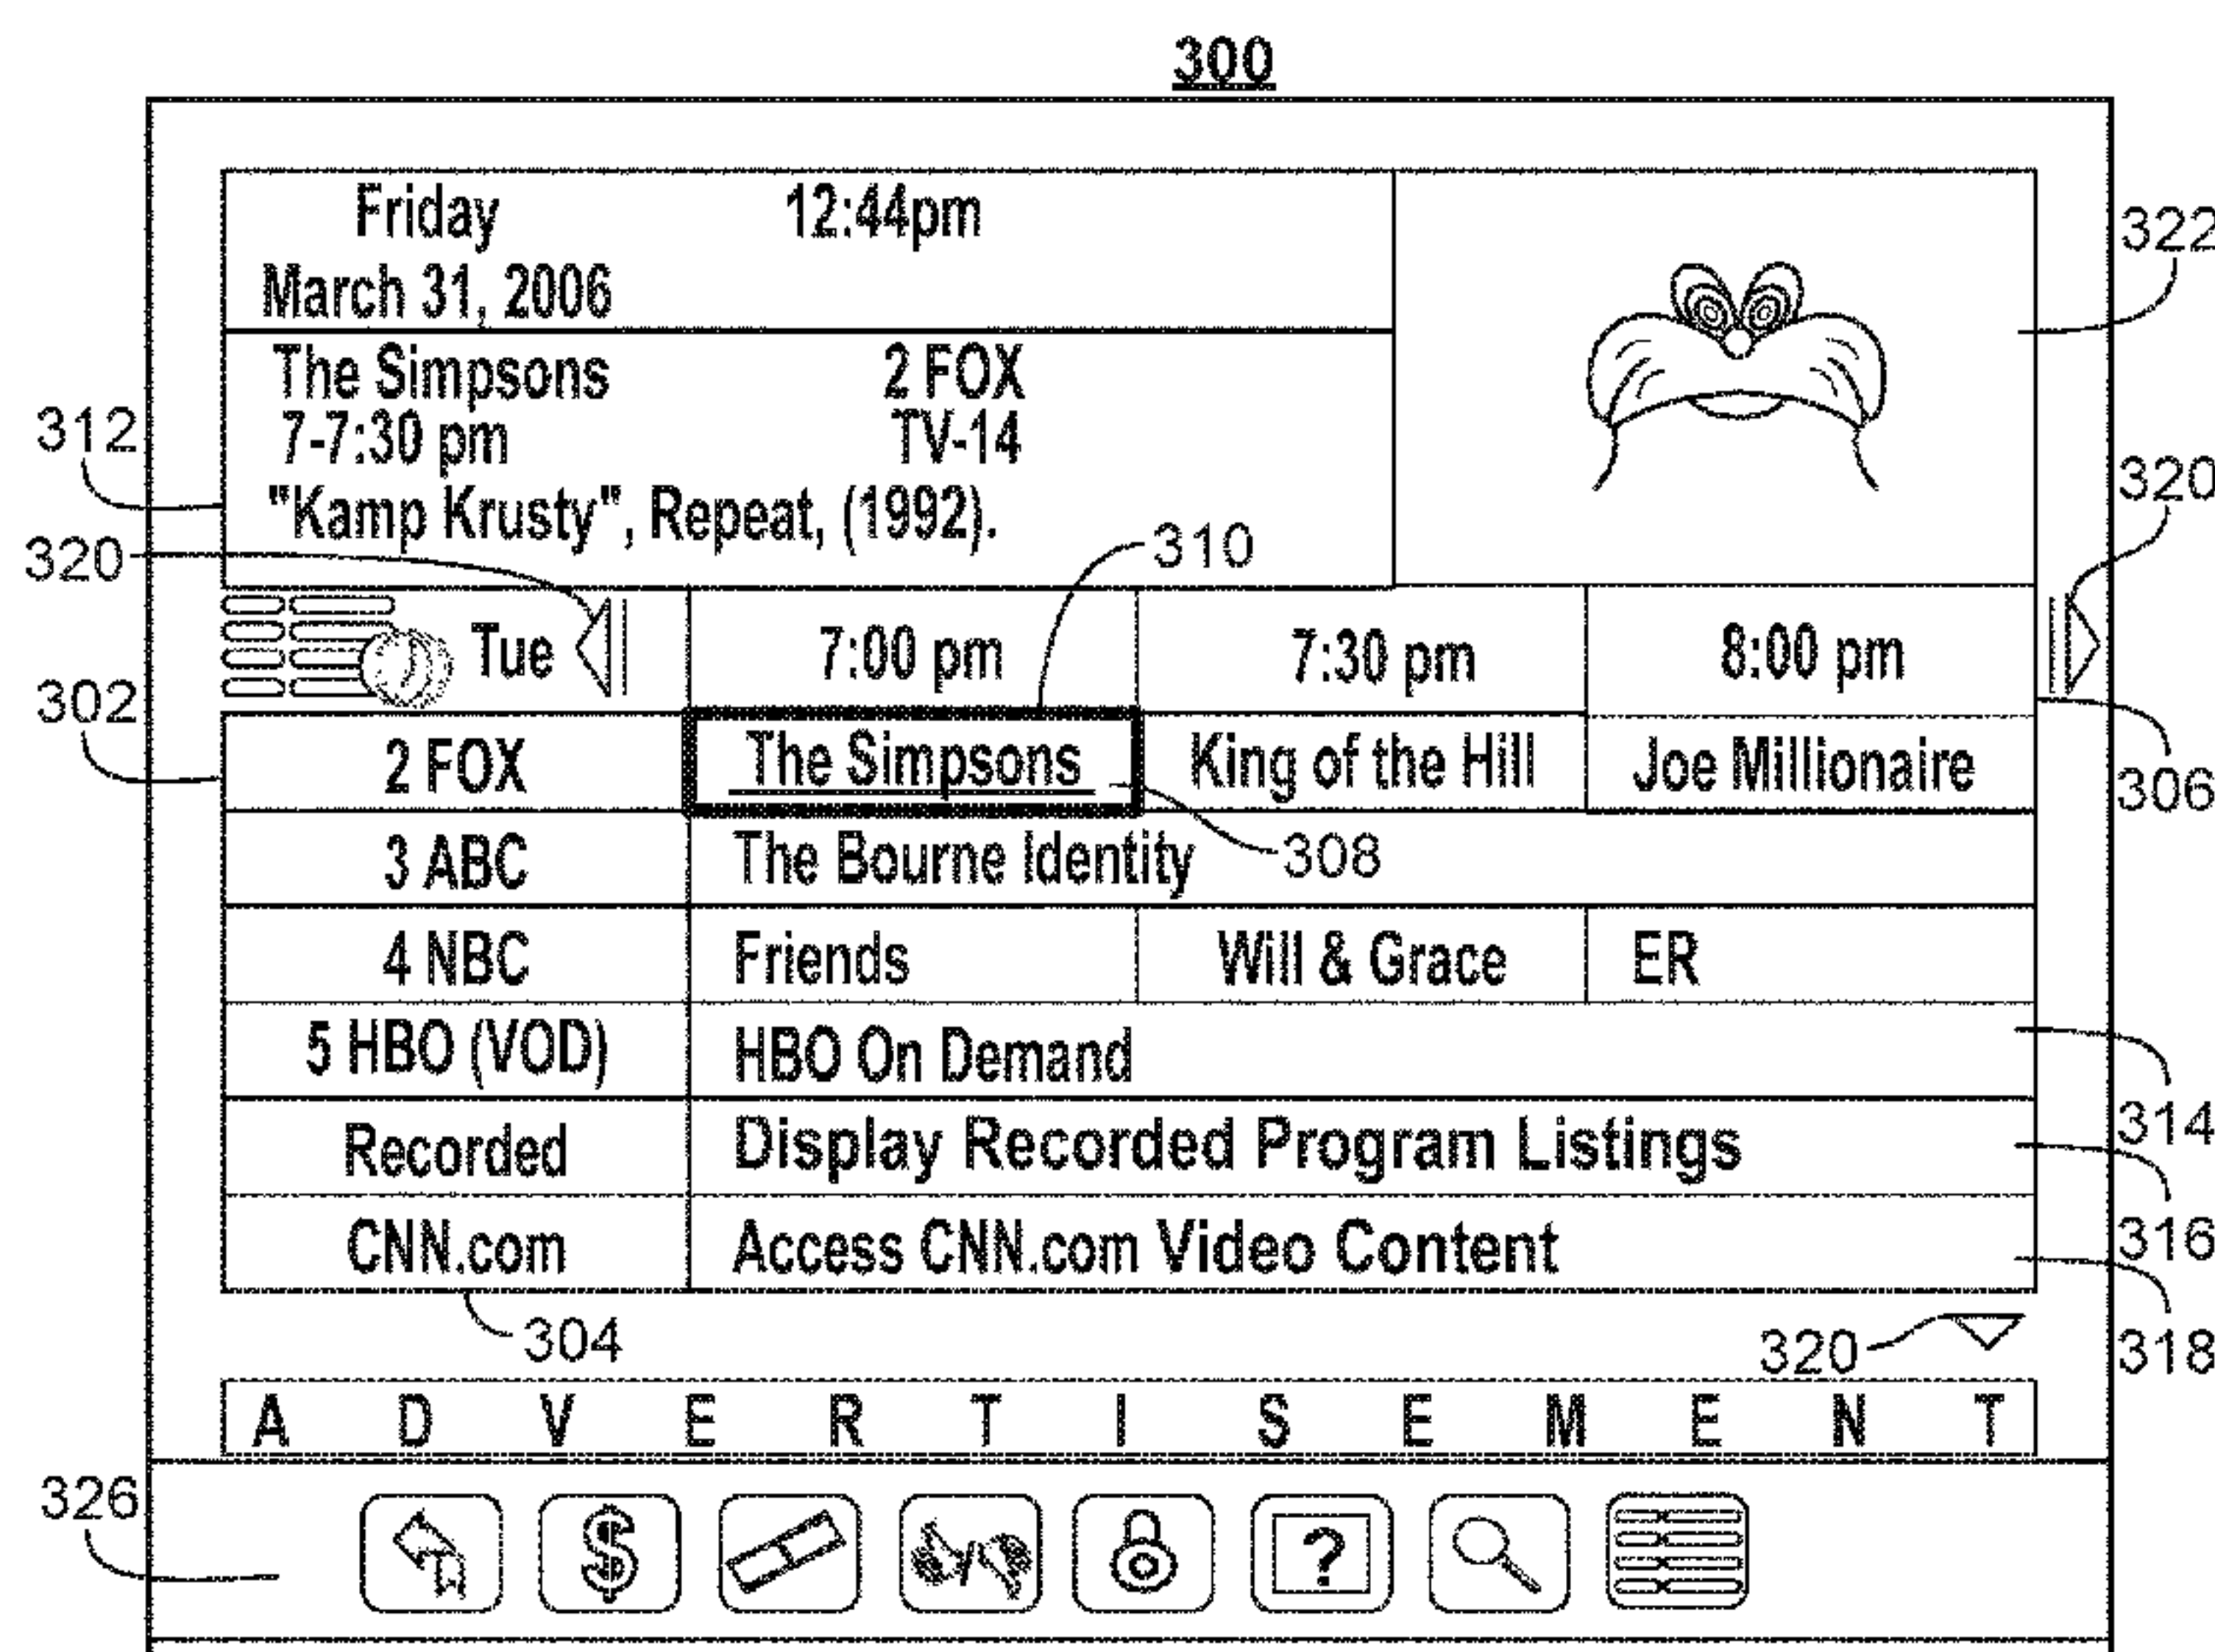 300
Friday 12:44pm
March 31, 2006
322
The Simpsons 2 FOX
7-7:30 pm TV-14
312
"Kamp Krusty", Repeat, (1992).
320
310
320
Tue 7:00 pm 7:30 pm 8:00 pm
302
2 FOX The Simpsons King of the Hill Joe Millionaire
306
3 ABC The Bourne Identity 308
4 NBC Friends Will & Grace ER
5 HBO (VOD) HBO On Demand
314
Recorded Display Recorded Program Listings
316
CNN.com Access CNN.com Video Content
304
320
318
A D V E R T I S E M E N T
326
$ ?